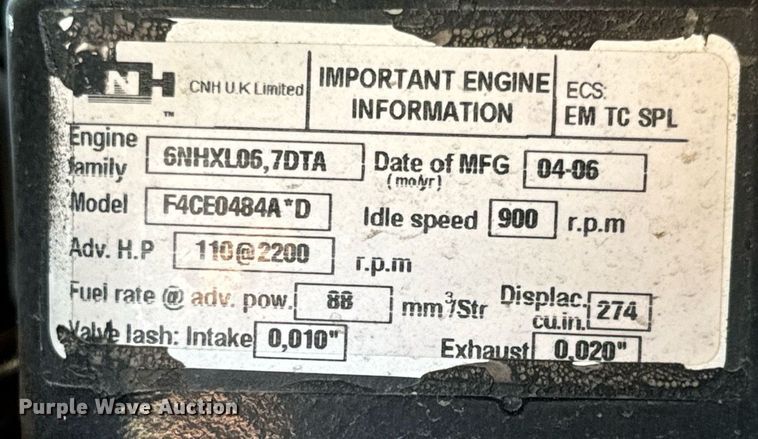 NH CNH U.K Limited
™
IMPORTANT ENGINE
INFORMATION
ECS:
EM TC SPL
Engine
family 6NHXL06,7DTA
Date of MFG 04-06
(mo/yr)
Model F4CE0484A*D
Idle speed 900 r.p.m
Adv. H.P 110@2200 r.p.m
Fuel rate @ adv. pow. 88 mm³/Str
Displac.
cu.in. 274
Valve lash: Intake 0,010" Exhaust 0,020"
Purple Wave Auction